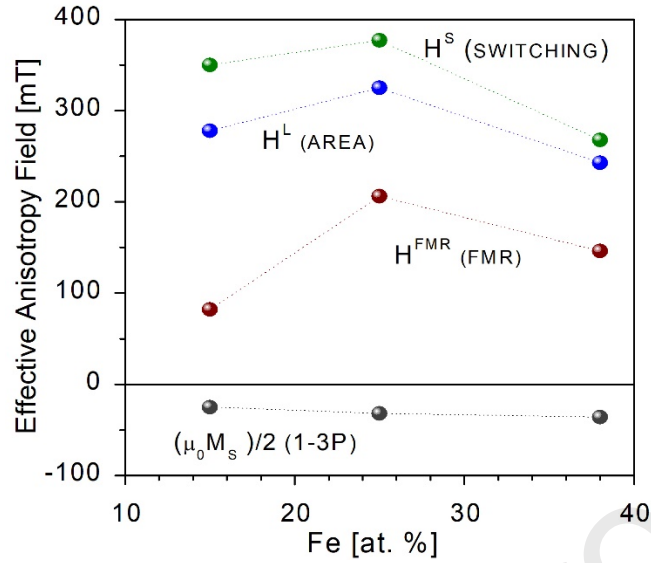 400
300
200
100
0
-100
Effective Anisotropy Field [mT]
H^S (SWITCHING)
H^L (AREA)
H^FMR (FMR)
(μ₀M_S)/2 (1-3P)
10 20 30 40
Fe [at. %]